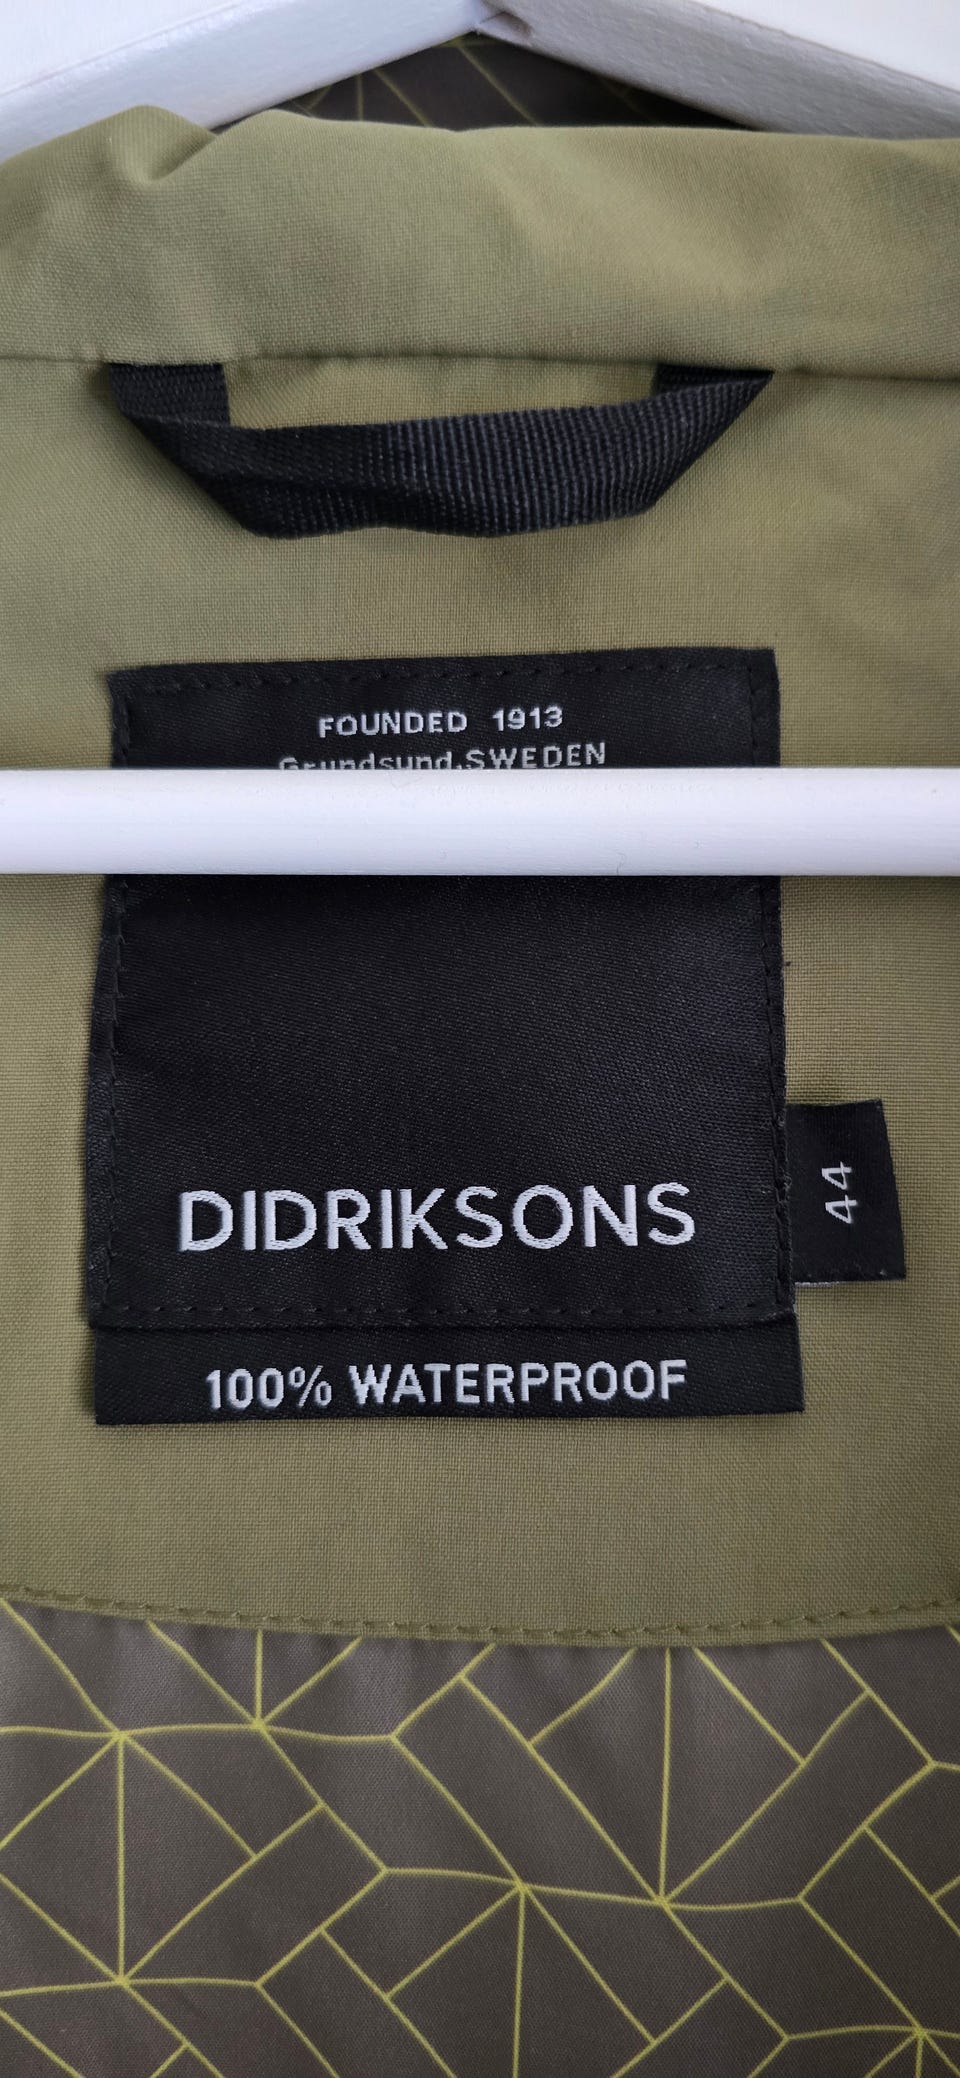 FOUNDED 1913
Grundsund, SWEDEN
DIDRIKSONS
44
100% WATERPROOF